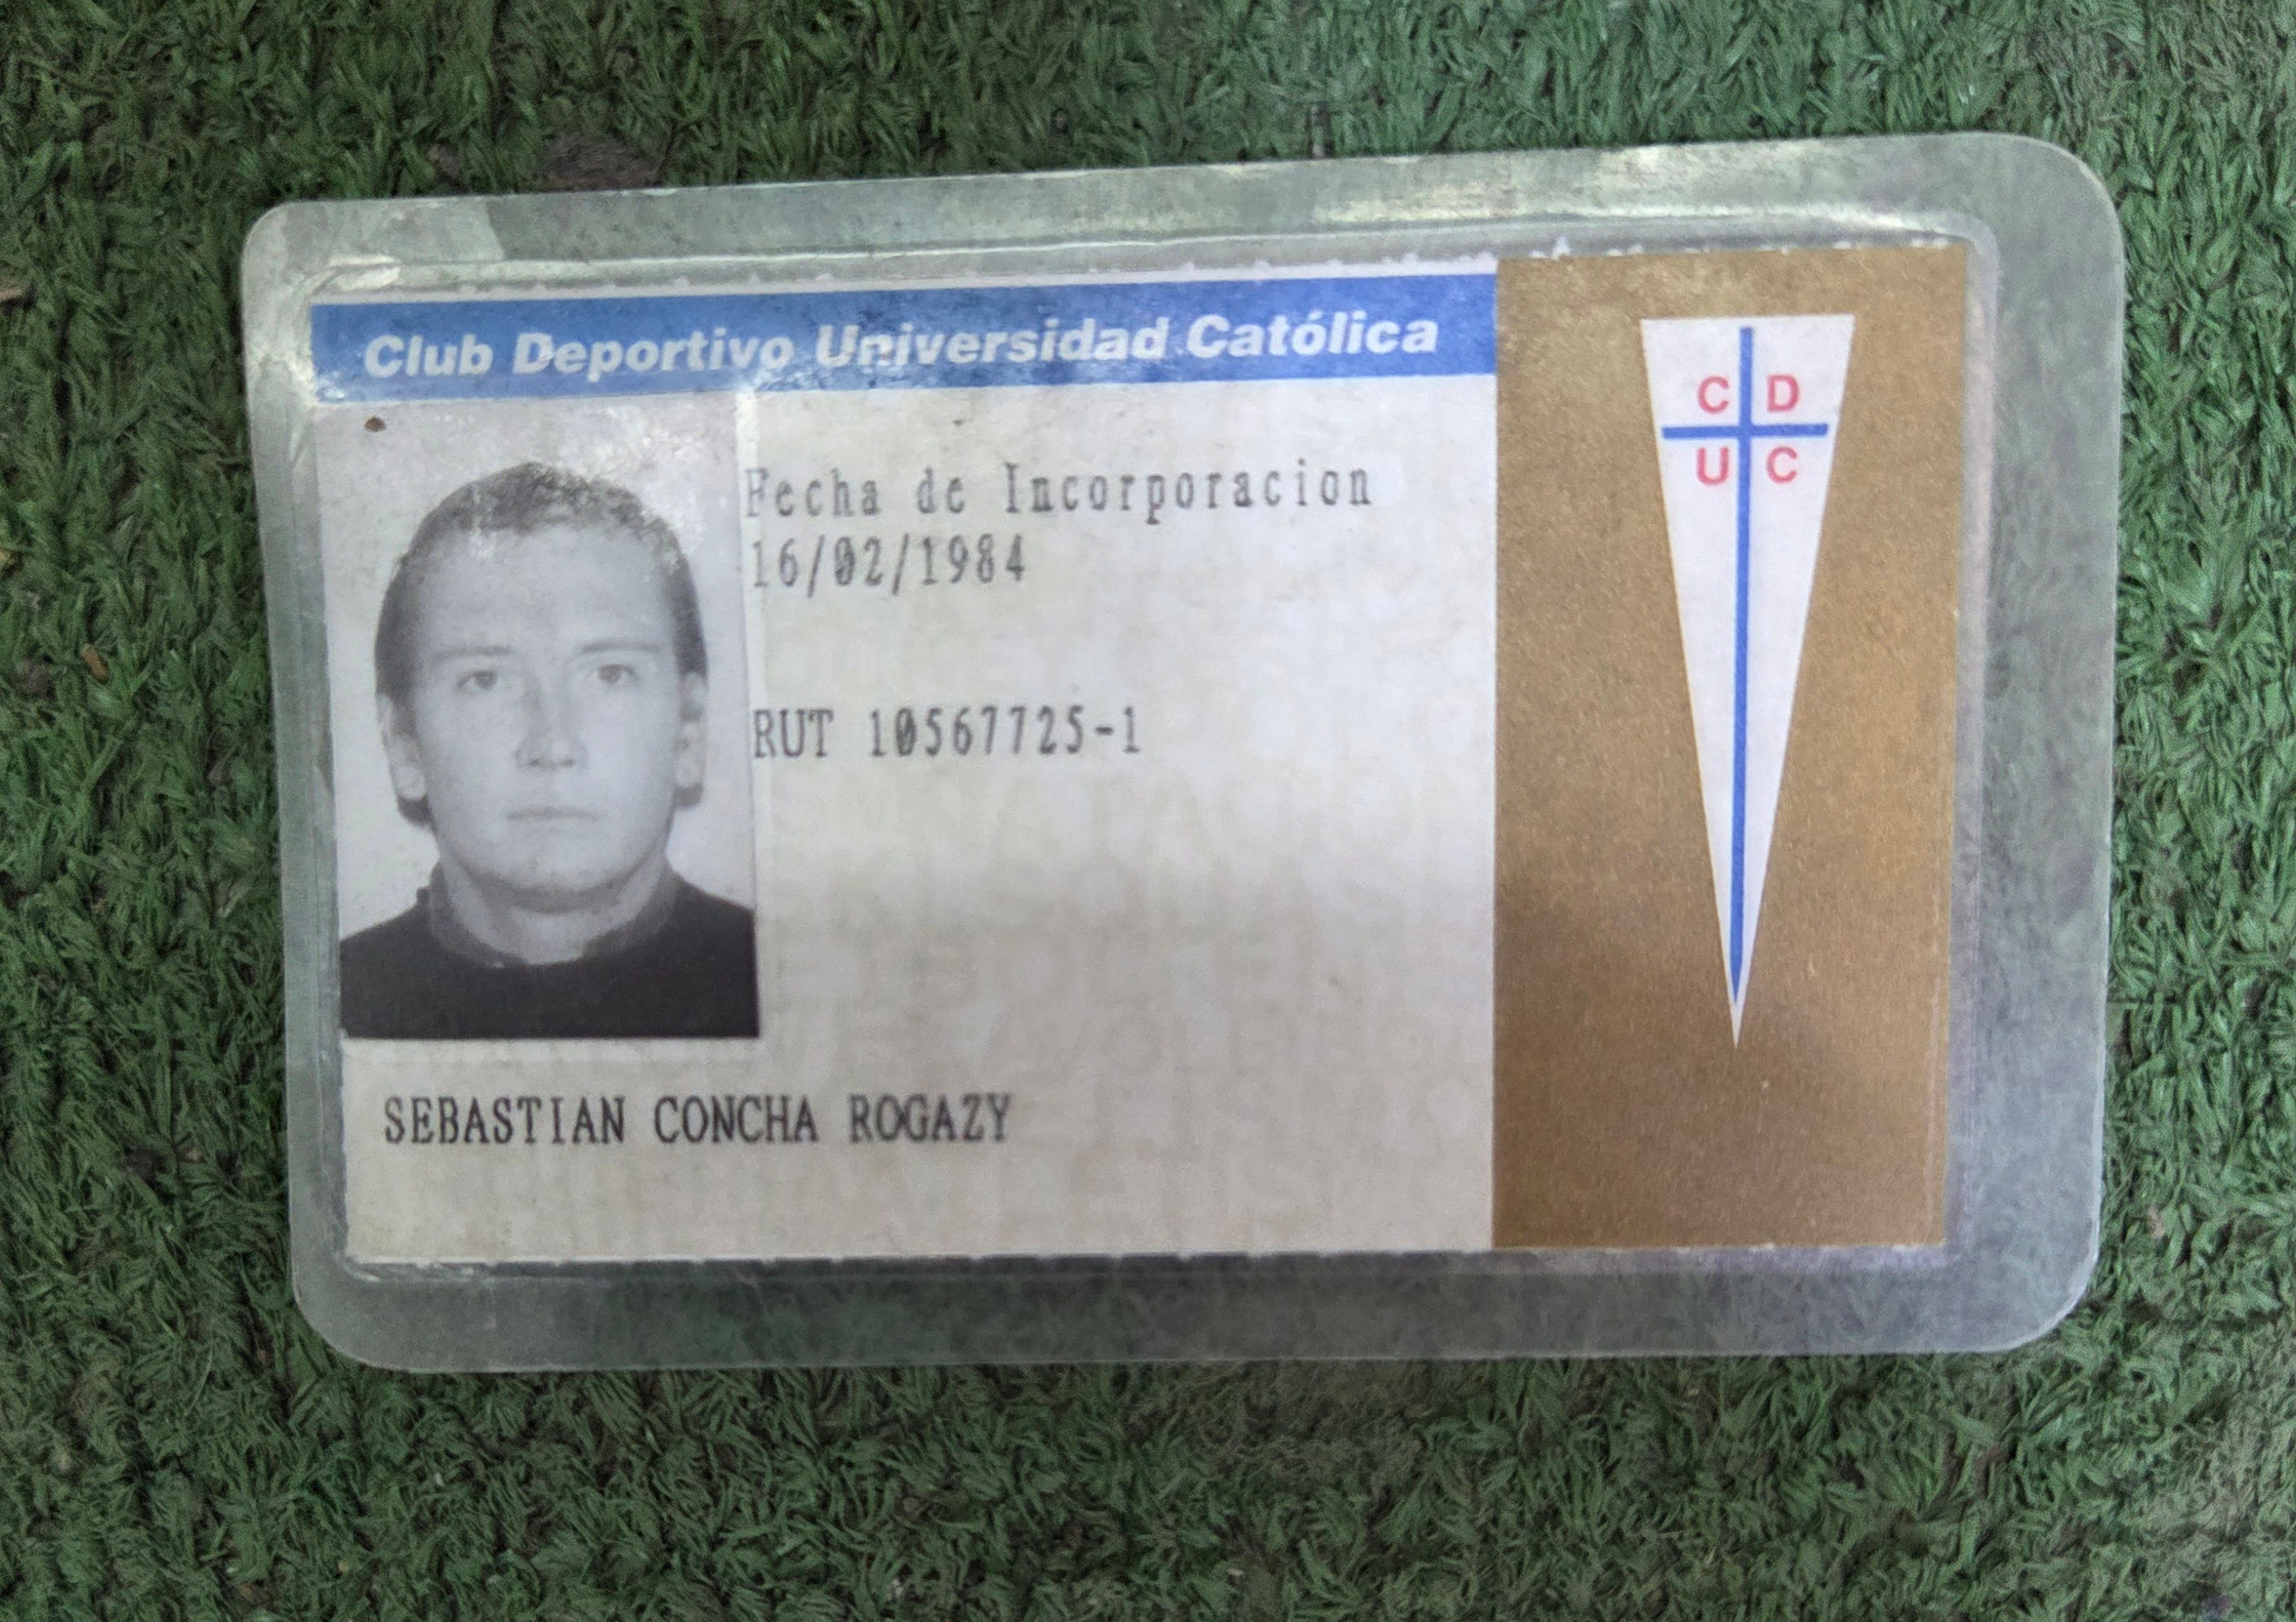 Club Deportivo Universidad Católica
Fecha de Incorporacion
16/02/1984
RUT 10567725-1
SEBASTIAN CONCHA ROGAZY
C D
U C